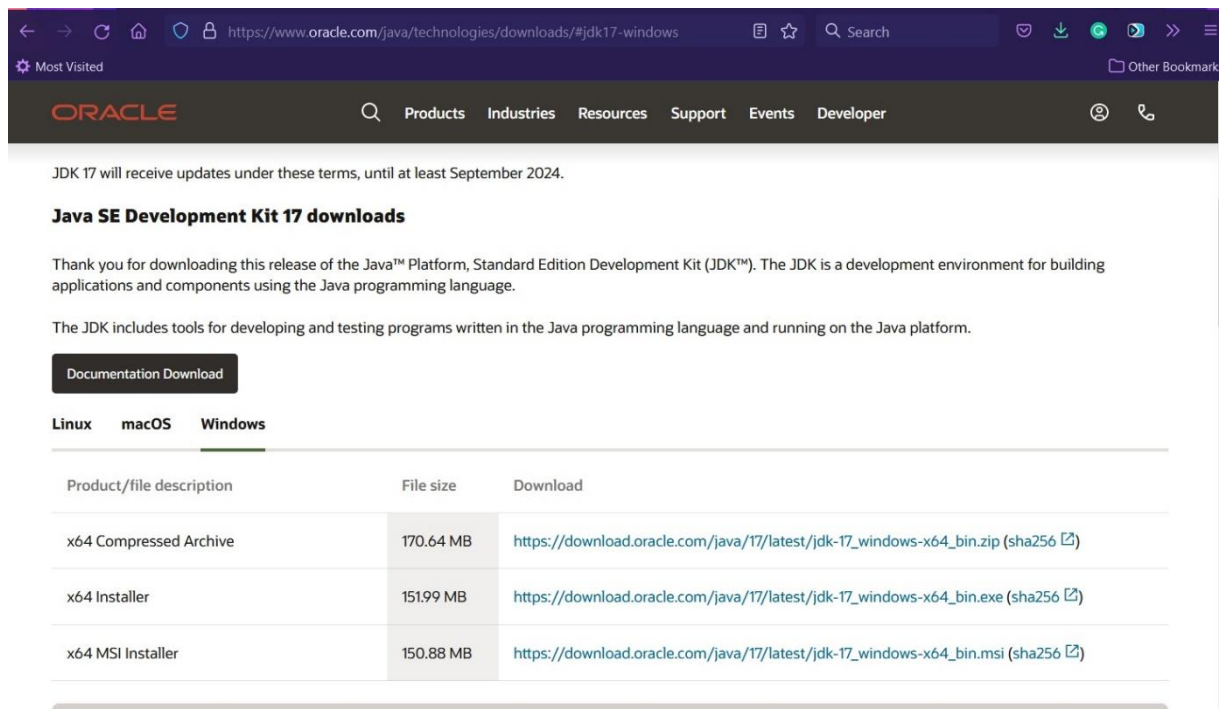 https://www.oracle.com/java/technologies/downloads/#jdk17-windows
Search
Most Visited
Other Bookmark
ORACLE
Products Industries Resources Support Events Developer
JDK 17 will receive updates under these terms, until at least September 2024.
Java SE Development Kit 17 downloads
Thank you for downloading this release of the Java™ Platform, Standard Edition Development Kit (JDK™). The JDK is a development environment for building
applications and components using the Java programming language.
The JDK includes tools for developing and testing programs written in the Java programming language and running on the Java platform.
Documentation Download
Linux macOS Windows
Product/file description File size Download
x64 Compressed Archive 170.64 MB https://download.oracle.com/java/17/latest/jdk-17_windows-x64_bin.zip (sha256)
x64 Installer 151.99 MB https://download.oracle.com/java/17/latest/jdk-17_windows-x64_bin.exe (sha256)
x64 MSI Installer 150.88 MB https://download.oracle.com/java/17/latest/jdk-17_windows-x64_bin.msi (sha256)